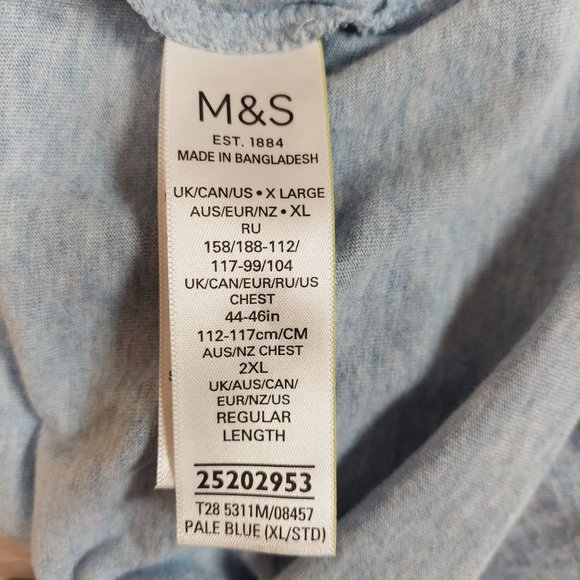 M&S
EST. 1884
MADE IN BANGLADESH
UK/CAN/US • X LARGE
AUS/EUR/NZ • XL
RU
158/188-112/
117-99/104
UK/CAN/EUR/RU/US
CHEST
44-46in
112-117cm/CM
AUS/NZ CHEST
2XL
UK/AUS/CAN/
EUR/NZ/US
REGULAR
LENGTH
25202953
T28 5311M/08457
PALE BLUE (XL/STD)